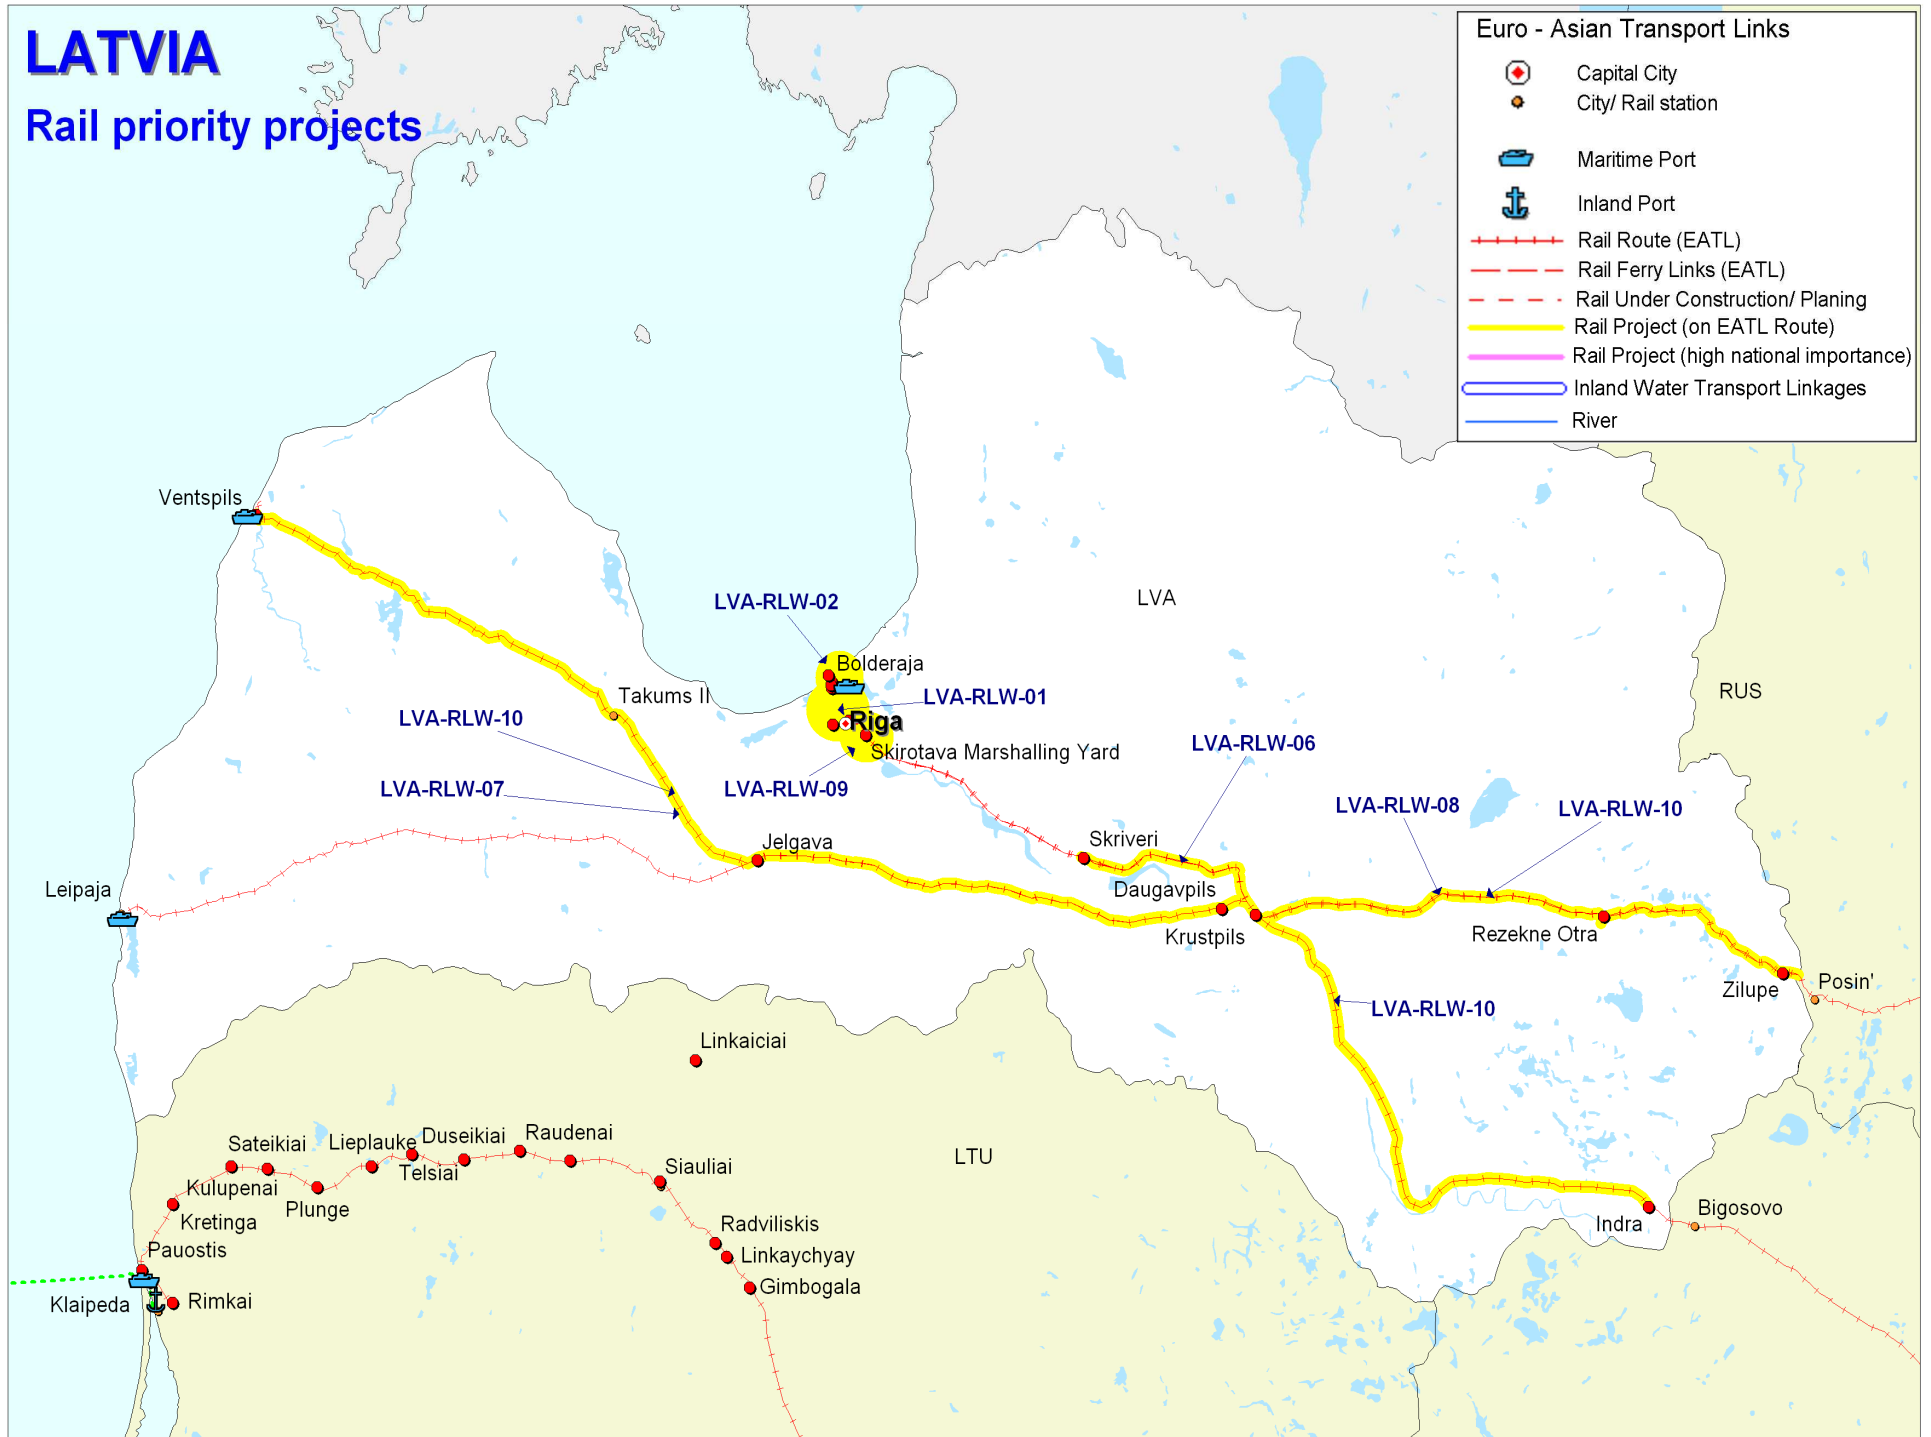 LATVIA
Rail priority projects
Euro - Asian Transport Links
Capital City
City/ Rail station
Maritime Port
Inland Port
Rail Route (EATL)
Rail Ferry Links (EATL)
Rail Under Construction/ Planing
Rail Project (on EATL Route)
Rail Project (high national importance)
Inland Water Transport Linkages
River
Ventspils
LVA-RLW-02
LVA
Bolderaja
Takums II
LVA-RLW-01
RUS
LVA-RLW-10
Riga
Skirotava Marshalling Yard
LVA-RLW-06
LVA-RLW-07
LVA-RLW-09
LVA-RLW-08
LVA-RLW-10
Jelgava
Skriveri
Leipaja
Daugavpils
Krustpils
Rezekne Otra
Zilupe
Posin'
LVA-RLW-10
Linkaiciai
Sateikiai
Lieplauke
Duseikiai
Raudenai
LTU
Telsiai
Siauliai
Kulupenai
Plunge
Kretinga
Radviliskis
Indra
Bigosovo
Pauostis
Linkaychyay
Gimbogala
Klaipeda
Rimkai